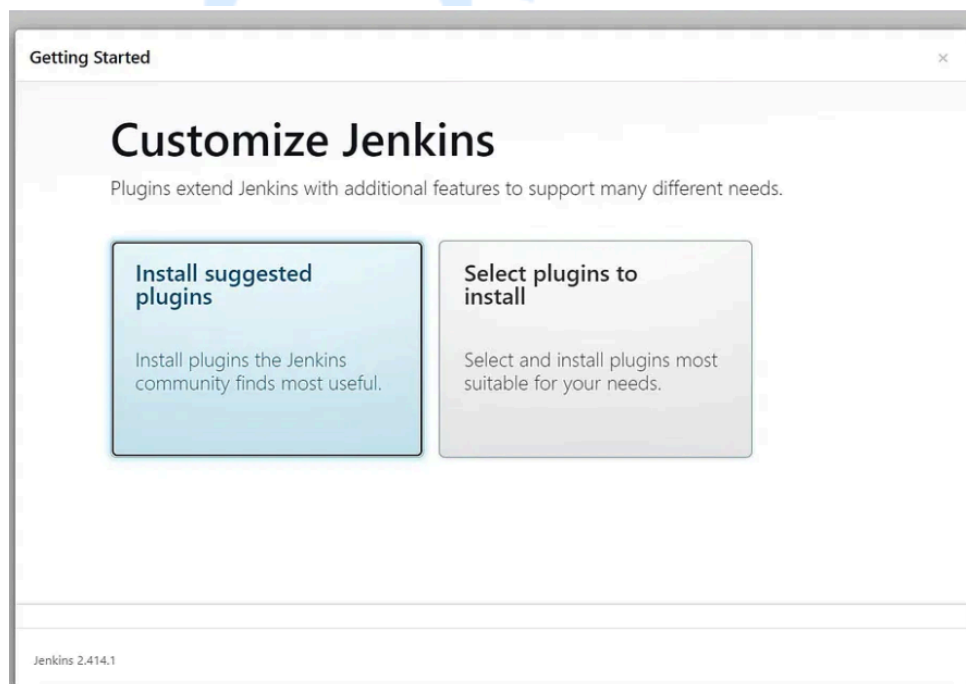 Getting Started
Customize Jenkins
Plugins extend Jenkins with additional features to support many different needs.
Install suggested
plugins
Install plugins the Jenkins
community finds most useful.
Select plugins to
install
Select and install plugins most
suitable for your needs.
Jenkins 2.414.1